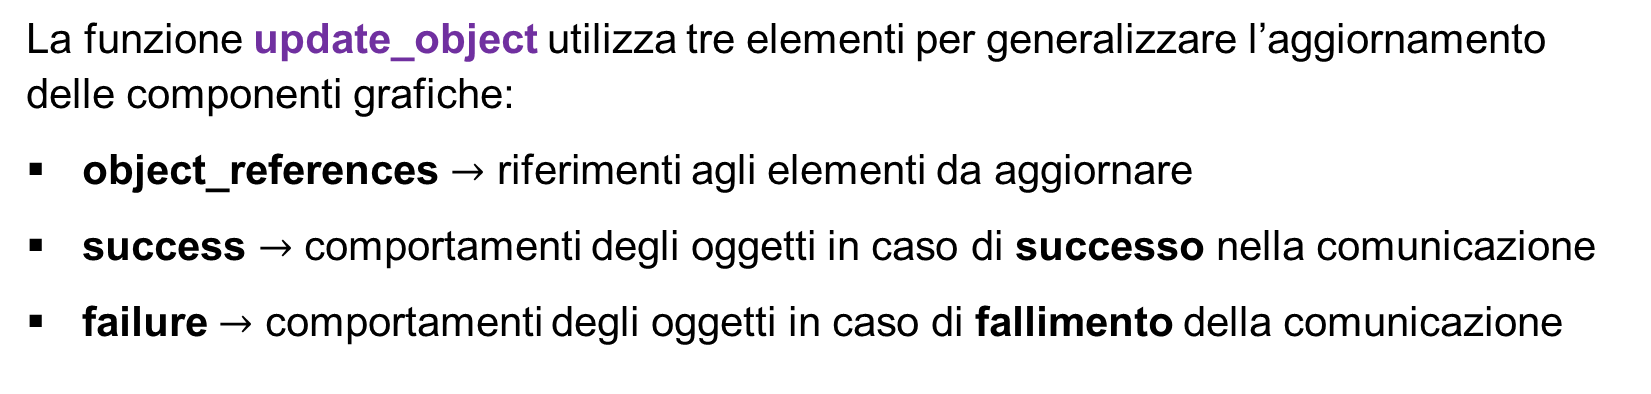 La funzione update_object utilizza tre elementi per generalizzare l’aggiornamento
delle componenti grafiche:
▪ object_references → riferimenti agli elementi da aggiornare
▪ success → comportamenti degli oggetti in caso di successo nella comunicazione
▪ failure → comportamenti degli oggetti in caso di fallimento della comunicazione